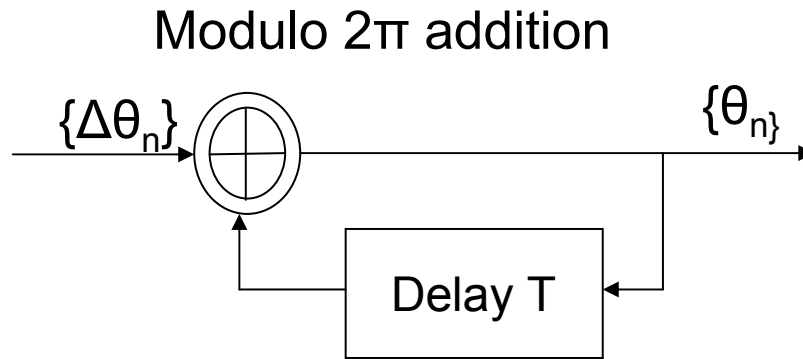 Modulo 2π addition
{Δθn}
{θn}
Delay T